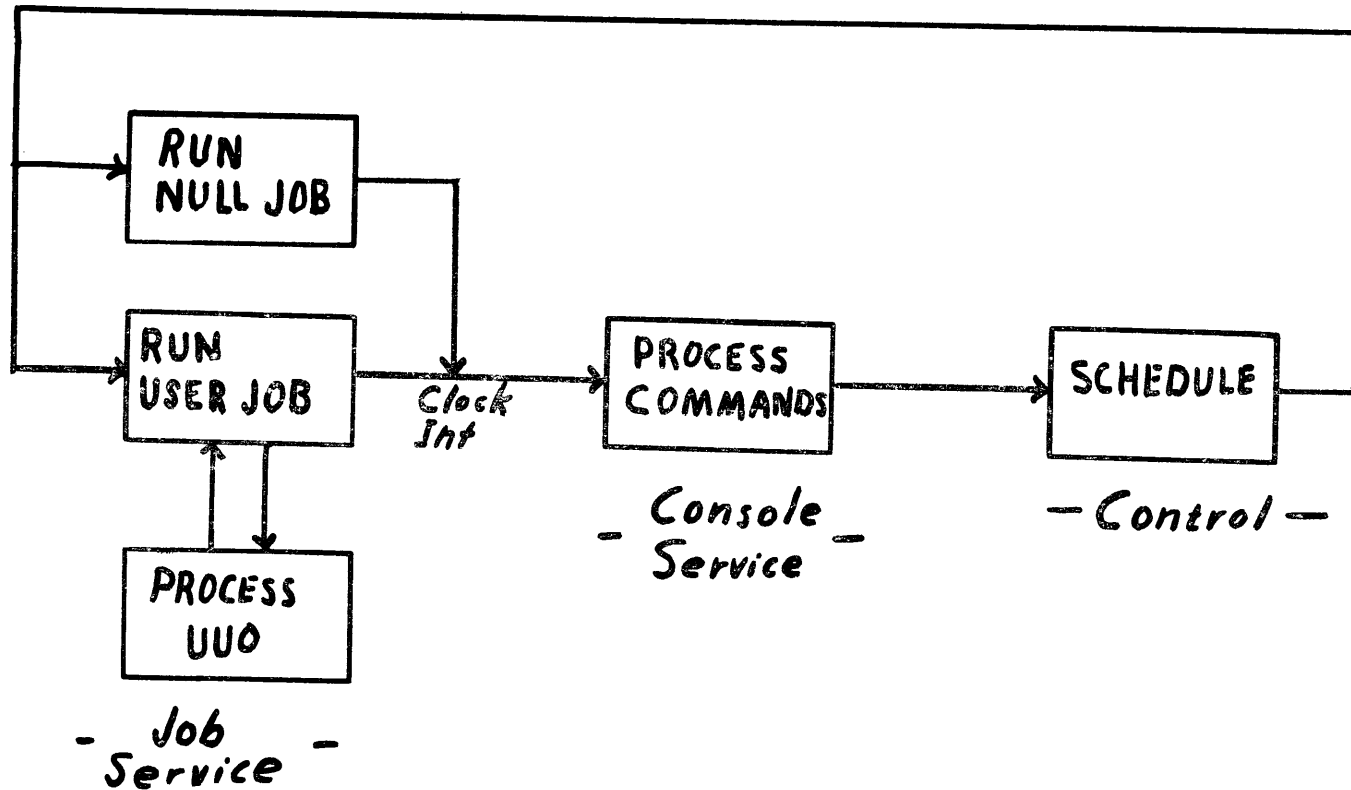 RUN
NULL JOB
RUN
USER JOB
Clock
Int
PROCESS
COMMANDS
SCHEDULE
- Console -
Service
- Control -
PROCESS
UUO
- Job -
Service